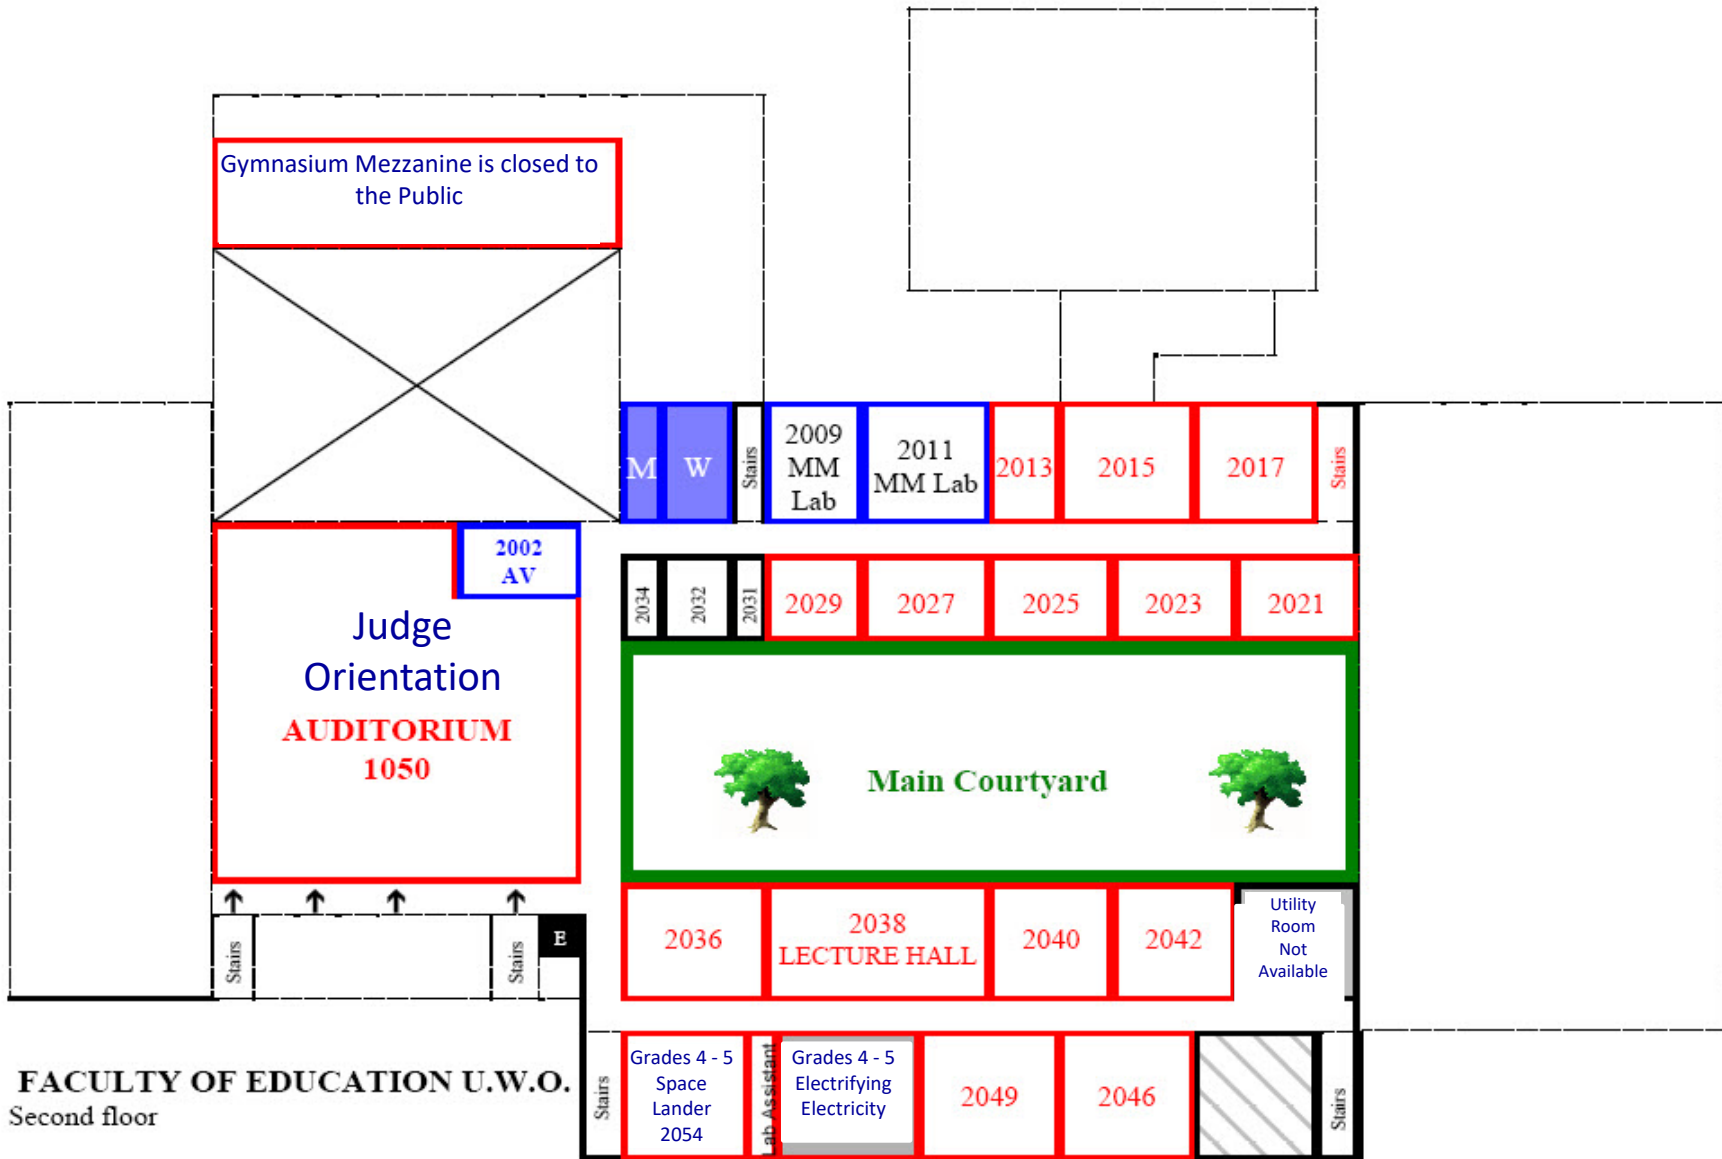 Gymnasium Mezzanine is closed to
the Public
M
W
Stairs
2009
MM
Lab
2011
MM Lab
2013
2015
2017
Stairs
2002
AV
2034
2032
2031
2029
2027
2025
2023
2021
Judge
Orientation
AUDITORIUM
1050
Main Courtyard
Stairs
Stairs
E
2036
2038
LECTURE HALL
2040
2042
Utility
Room
Not
Available
FACULTY OF EDUCATION U.W.O.
Second floor
Stairs
Grades 4 - 5
Space
Lander
2054
Lab Assistant
Grades 4 - 5
Electrifying
Electricity
2049
2046
Stairs